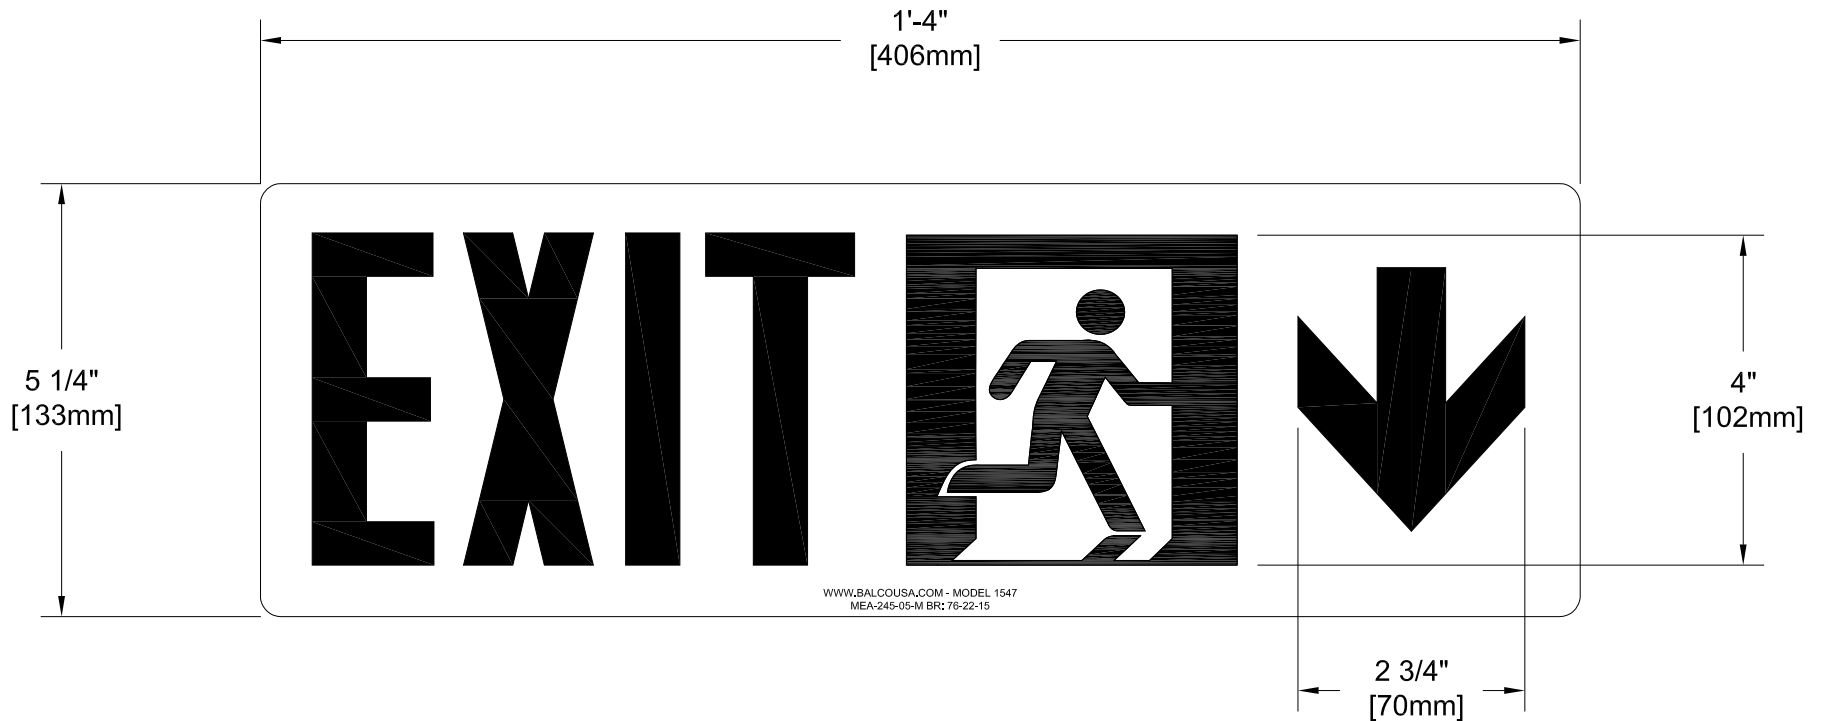 1'-4"
[406mm]
5 1/4"
[133mm]
EXIT
4"
[102mm]
WWW.BALCOUSA.COM - MODEL 1547
MEA-245-05-M BR: 76-22-15
2 3/4"
[70mm]